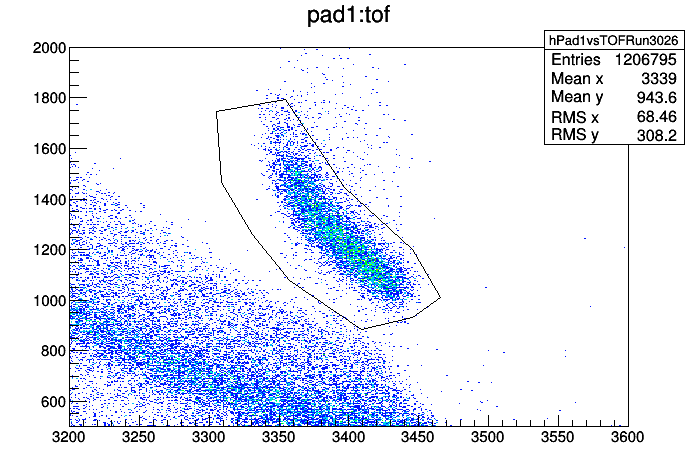 pad1:tof
hPad1vsTOFRun3026
Entries 1206795
Mean x 3339
Mean y 943.6
RMS x 68.46
RMS y 308.2
2000
1800
1600
1400
1200
1000
800
600
3200 3250 3300 3350 3400 3450 3500 3550 3600